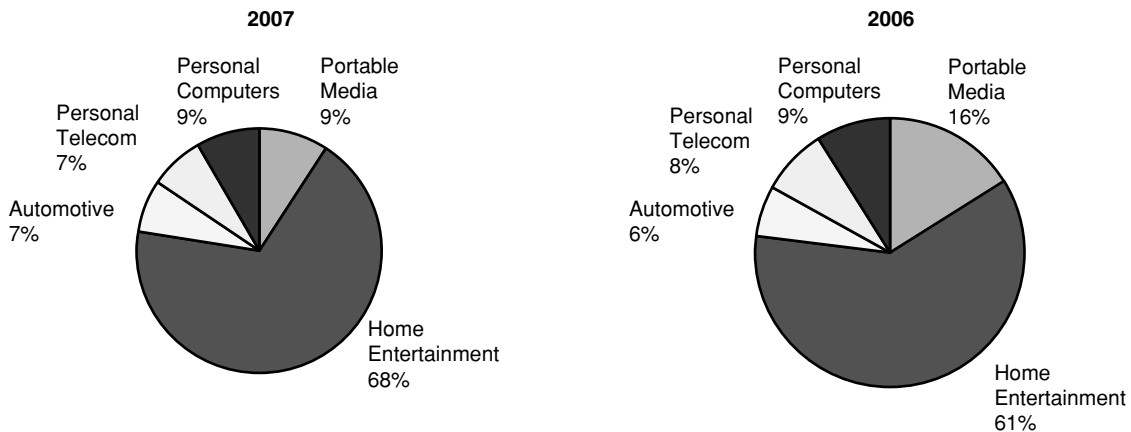 2007
Personal
Computers
9%
Portable
Media
9%
Personal
Telecom
7%
Automotive
7%
Home
Entertainment
68%
2006
Personal
Computers
9%
Portable
Media
16%
Personal
Telecom
8%
Automotive
6%
Home
Entertainment
61%